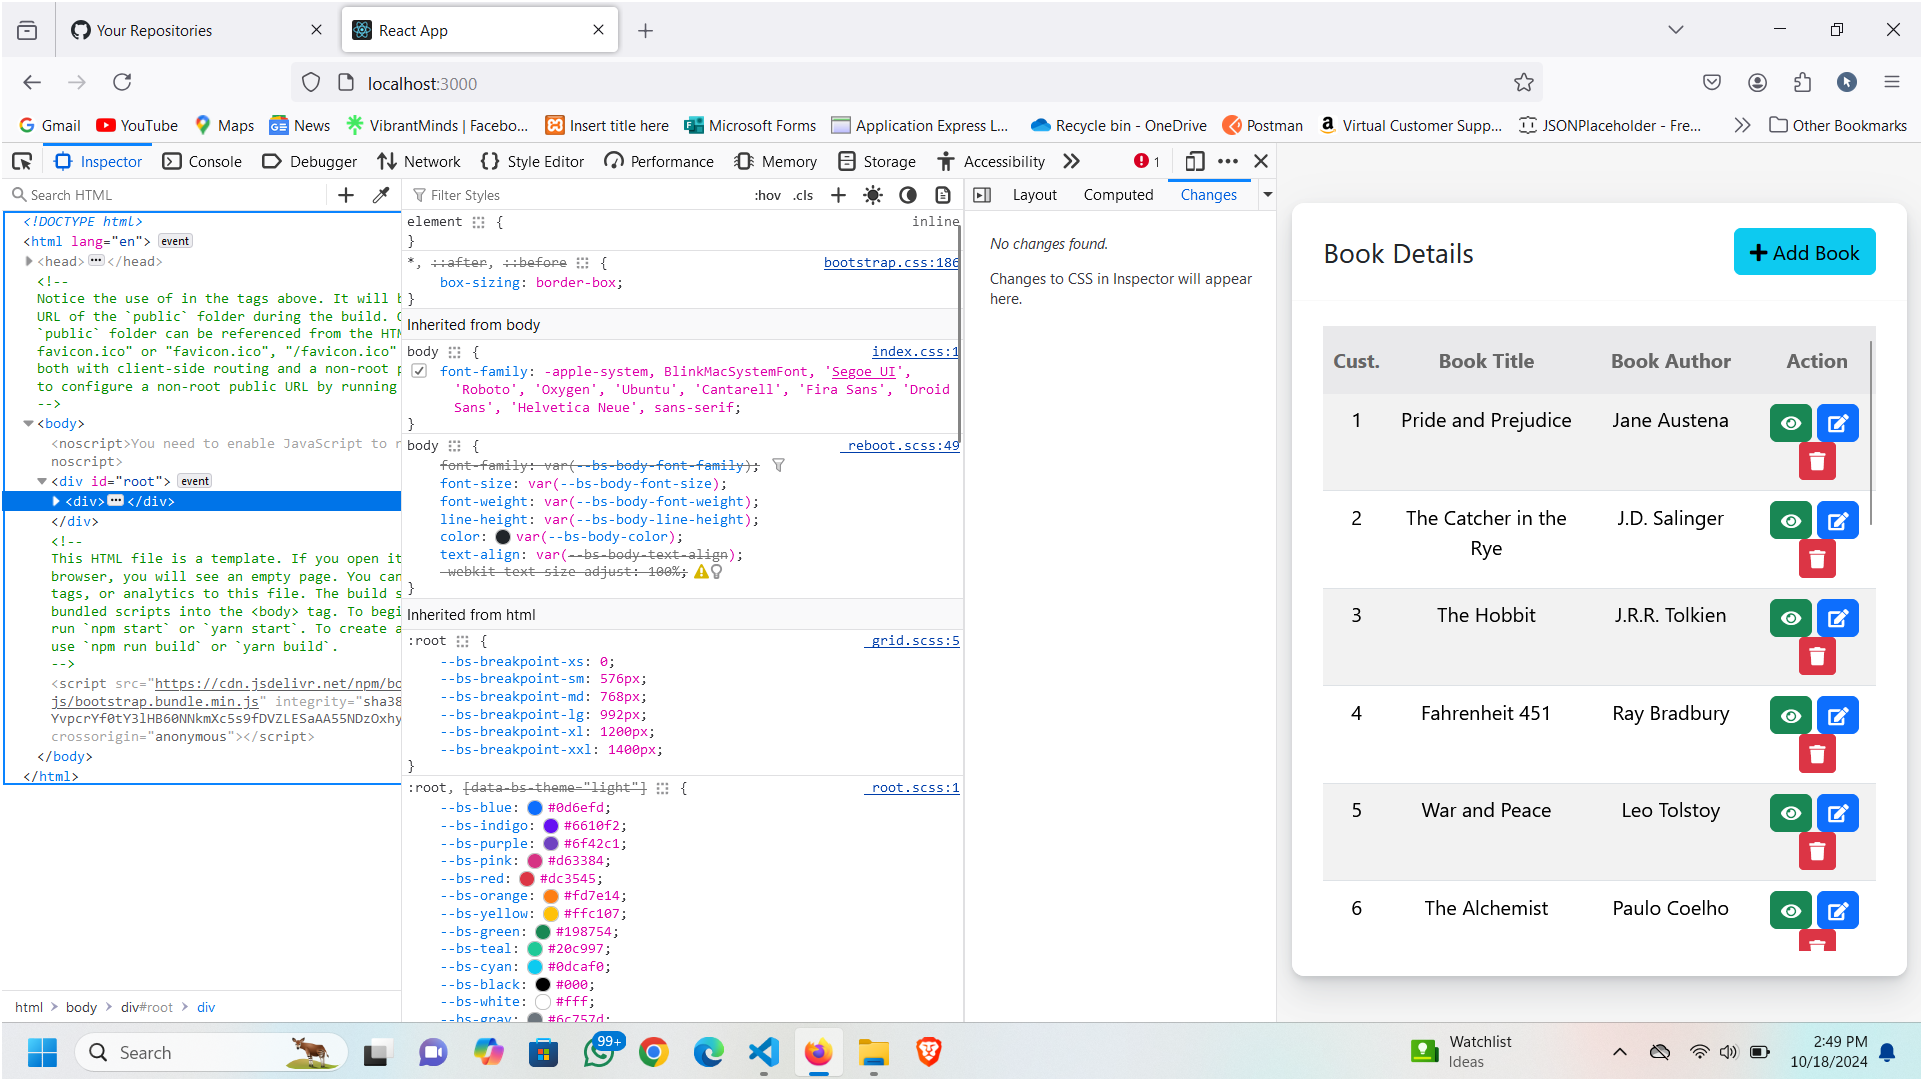 Your Repositories
React App
localhost:3000
Gmail
YouTube
Maps
News
VibrantMinds | Facebo...
Insert title here
Microsoft Forms
Application Express L...
Recycle bin - OneDrive
Postman
Virtual Customer Supp...
JSONPlaceholder - Fre...
Other Bookmarks
Inspector
Console
Debugger
Network
Style Editor
Performance
Memory
Storage
Accessibility
1
Search HTML
<!DOCTYPE html>
<html lang="en"> event
<head> ••• </head>
<!--
Notice the use of in the tags above. It will b
URL of the `public` folder during the build. O
`public` folder can be referenced from the HTM
favicon.ico" or "favicon.ico", "/favicon.ico"
both with client-side routing and a non-root p
to configure a non-root public URL by running
-->
<body>
<noscript>You need to enable JavaScript to r
noscript>
<div id="root"> event
<div> ••• </div>
</div>
<!--
This HTML file is a template. If you open it
browser, you will see an empty page. You can
tags, or analytics to this file. The build s
bundled scripts into the <body> tag. To begi
run `npm start` or `yarn start`. To create a
use `npm run build` or `yarn build`.
-->
<script src="https://cdn.jsdelivr.net/npm/bo
js/bootstrap.bundle.min.js" integrity="sha38
YvpcrYf0tY3lHB60NNkmXc5s9fDVZLESaAA55NDzOxhy
crossorigin="anonymous"></script>
</body>
</html>
html
body
div#root
div
Filter Styles
:hov
.cls
element {
inline
}
*, ::after, ::before {
bootstrap.css:186
box-sizing: border-box;
}
Inherited from body
body {
index.css:1
font-family: -apple-system, BlinkMacSystemFont, 'Segoe UI',
'Roboto', 'Oxygen', 'Ubuntu', 'Cantarell', 'Fira Sans', 'Droid
Sans', 'Helvetica Neue', sans-serif;
}
body {
_reboot.scss:49
font-family: var(--bs-body-font-family);
font-size: var(--bs-body-font-size);
font-weight: var(--bs-body-font-weight);
line-height: var(--bs-body-line-height);
color: var(--bs-body-color);
text-align: var(--bs-body-text-align);
-webkit-text-size-adjust: 100%;
}
Inherited from html
:root {
_grid.scss:5
--bs-breakpoint-xs: 0;
--bs-breakpoint-sm: 576px;
--bs-breakpoint-md: 768px;
--bs-breakpoint-lg: 992px;
--bs-breakpoint-xl: 1200px;
--bs-breakpoint-xxl: 1400px;
}
:root, [data-bs-theme="light"] {
_root.scss:1
--bs-blue: #0d6efd;
--bs-indigo: #6610f2;
--bs-purple: #6f42c1;
--bs-pink: #d63384;
--bs-red: #dc3545;
--bs-orange: #fd7e14;
--bs-yellow: #ffc107;
--bs-green: #198754;
--bs-teal: #20c997;
--bs-cyan: #0dcaf0;
--bs-black: #000;
--bs-white: #fff;
--bs-gray: #6c757d;
Layout
Computed
Changes
No changes found.
Changes to CSS in Inspector will appear
here.
Book Details
Add Book
Cust. Book Title Book Author Action
1 Pride and Prejudice Jane Austena
2 The Catcher in the J.D. Salinger
Rye
3 The Hobbit J.R.R. Tolkien
4 Fahrenheit 451 Ray Bradbury
5 War and Peace Leo Tolstoy
6 The Alchemist Paulo Coelho
Search
99+
Watchlist
Ideas
2:49 PM
10/18/2024